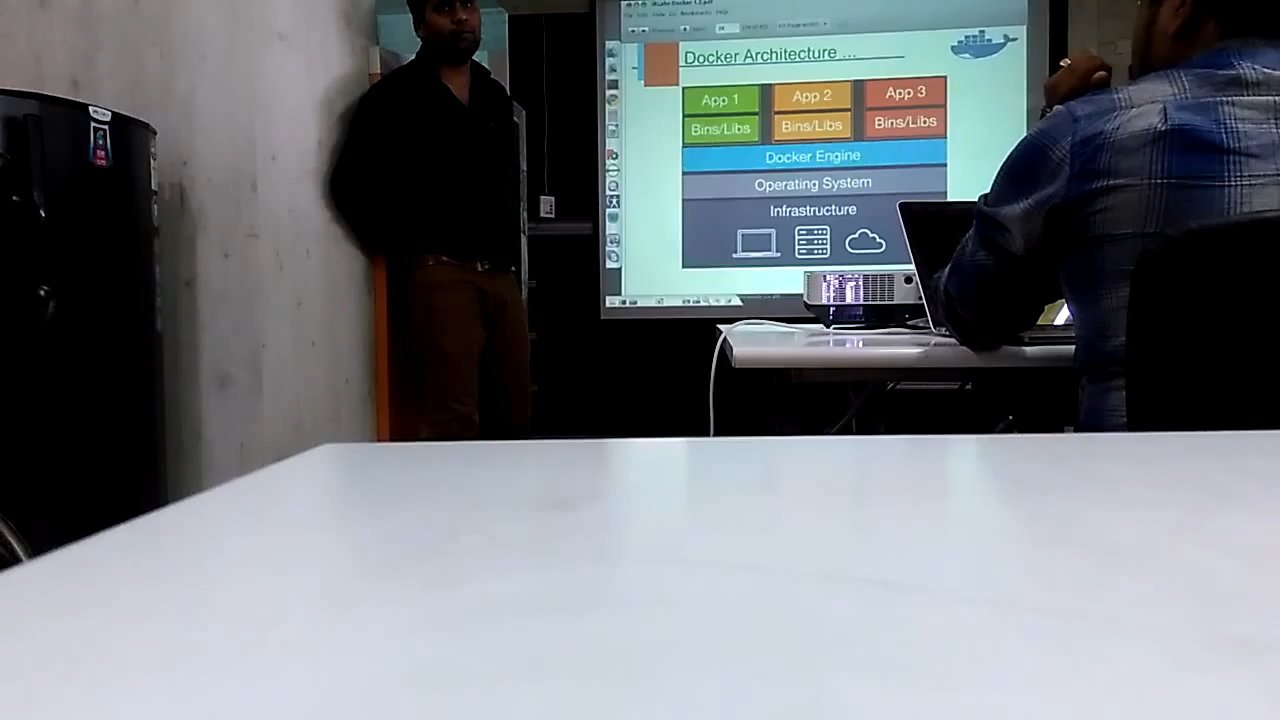 Docker Architecture ...
App 1
App 2
App 3
Bins/Libs
Bins/Libs
Bins/Libs
Docker Engine
Operating System
Infrastructure